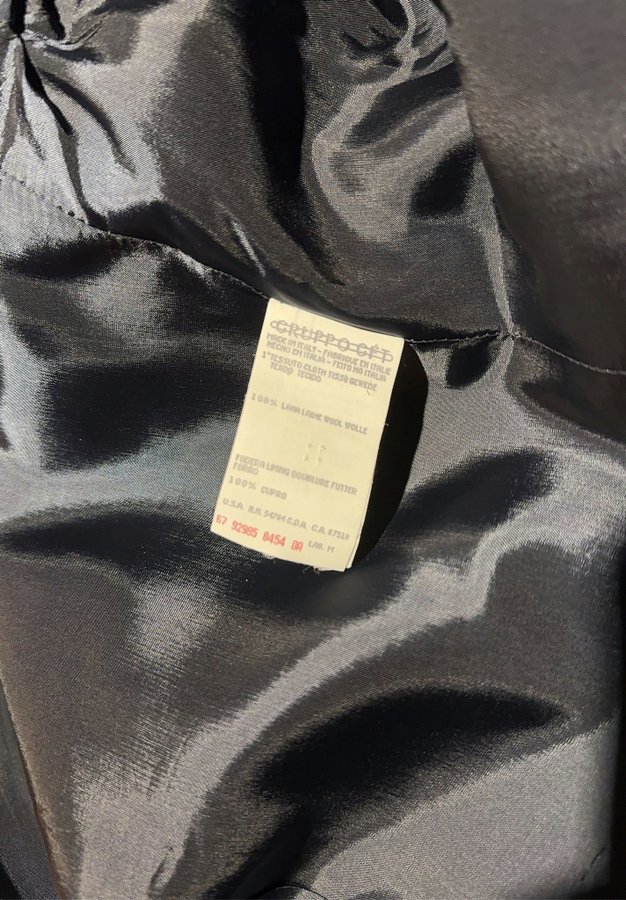 GRUPPO GFT
MADE IN ITALY - FABRIQUE EN ITALIE
HECHO EN ITALIA - FEITO NA ITALIA
1° TESSUTO CLOTH TISSU GEWEBE
TEJIDO TECIDO
100% LANA LAINE WOOL WOLLE
FODERA LINING DOUBLURE FUTTER
FORRO
100% CUPRO
U.S.A. R.N. 54784 C.D.A. C.A. 07516
67 92985 8454 0A LAB. M